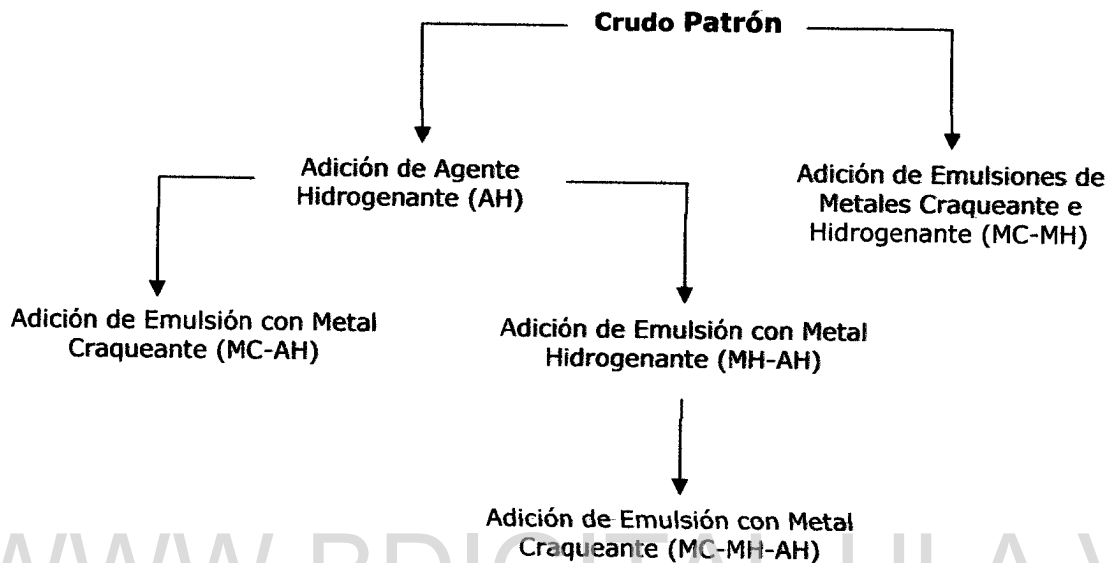 Crudo Patrón
Adición de Agente
Hidrogenante (AH)
Adición de Emulsiones de
Metales Craqueante e
Hidrogenante (MC-MH)
Adición de Emulsión con Metal
Craqueante (MC-AH)
Adición de Emulsión con Metal
Hidrogenante (MH-AH)
Adición de Emulsión con Metal
Craqueante (MC-MH-AH)